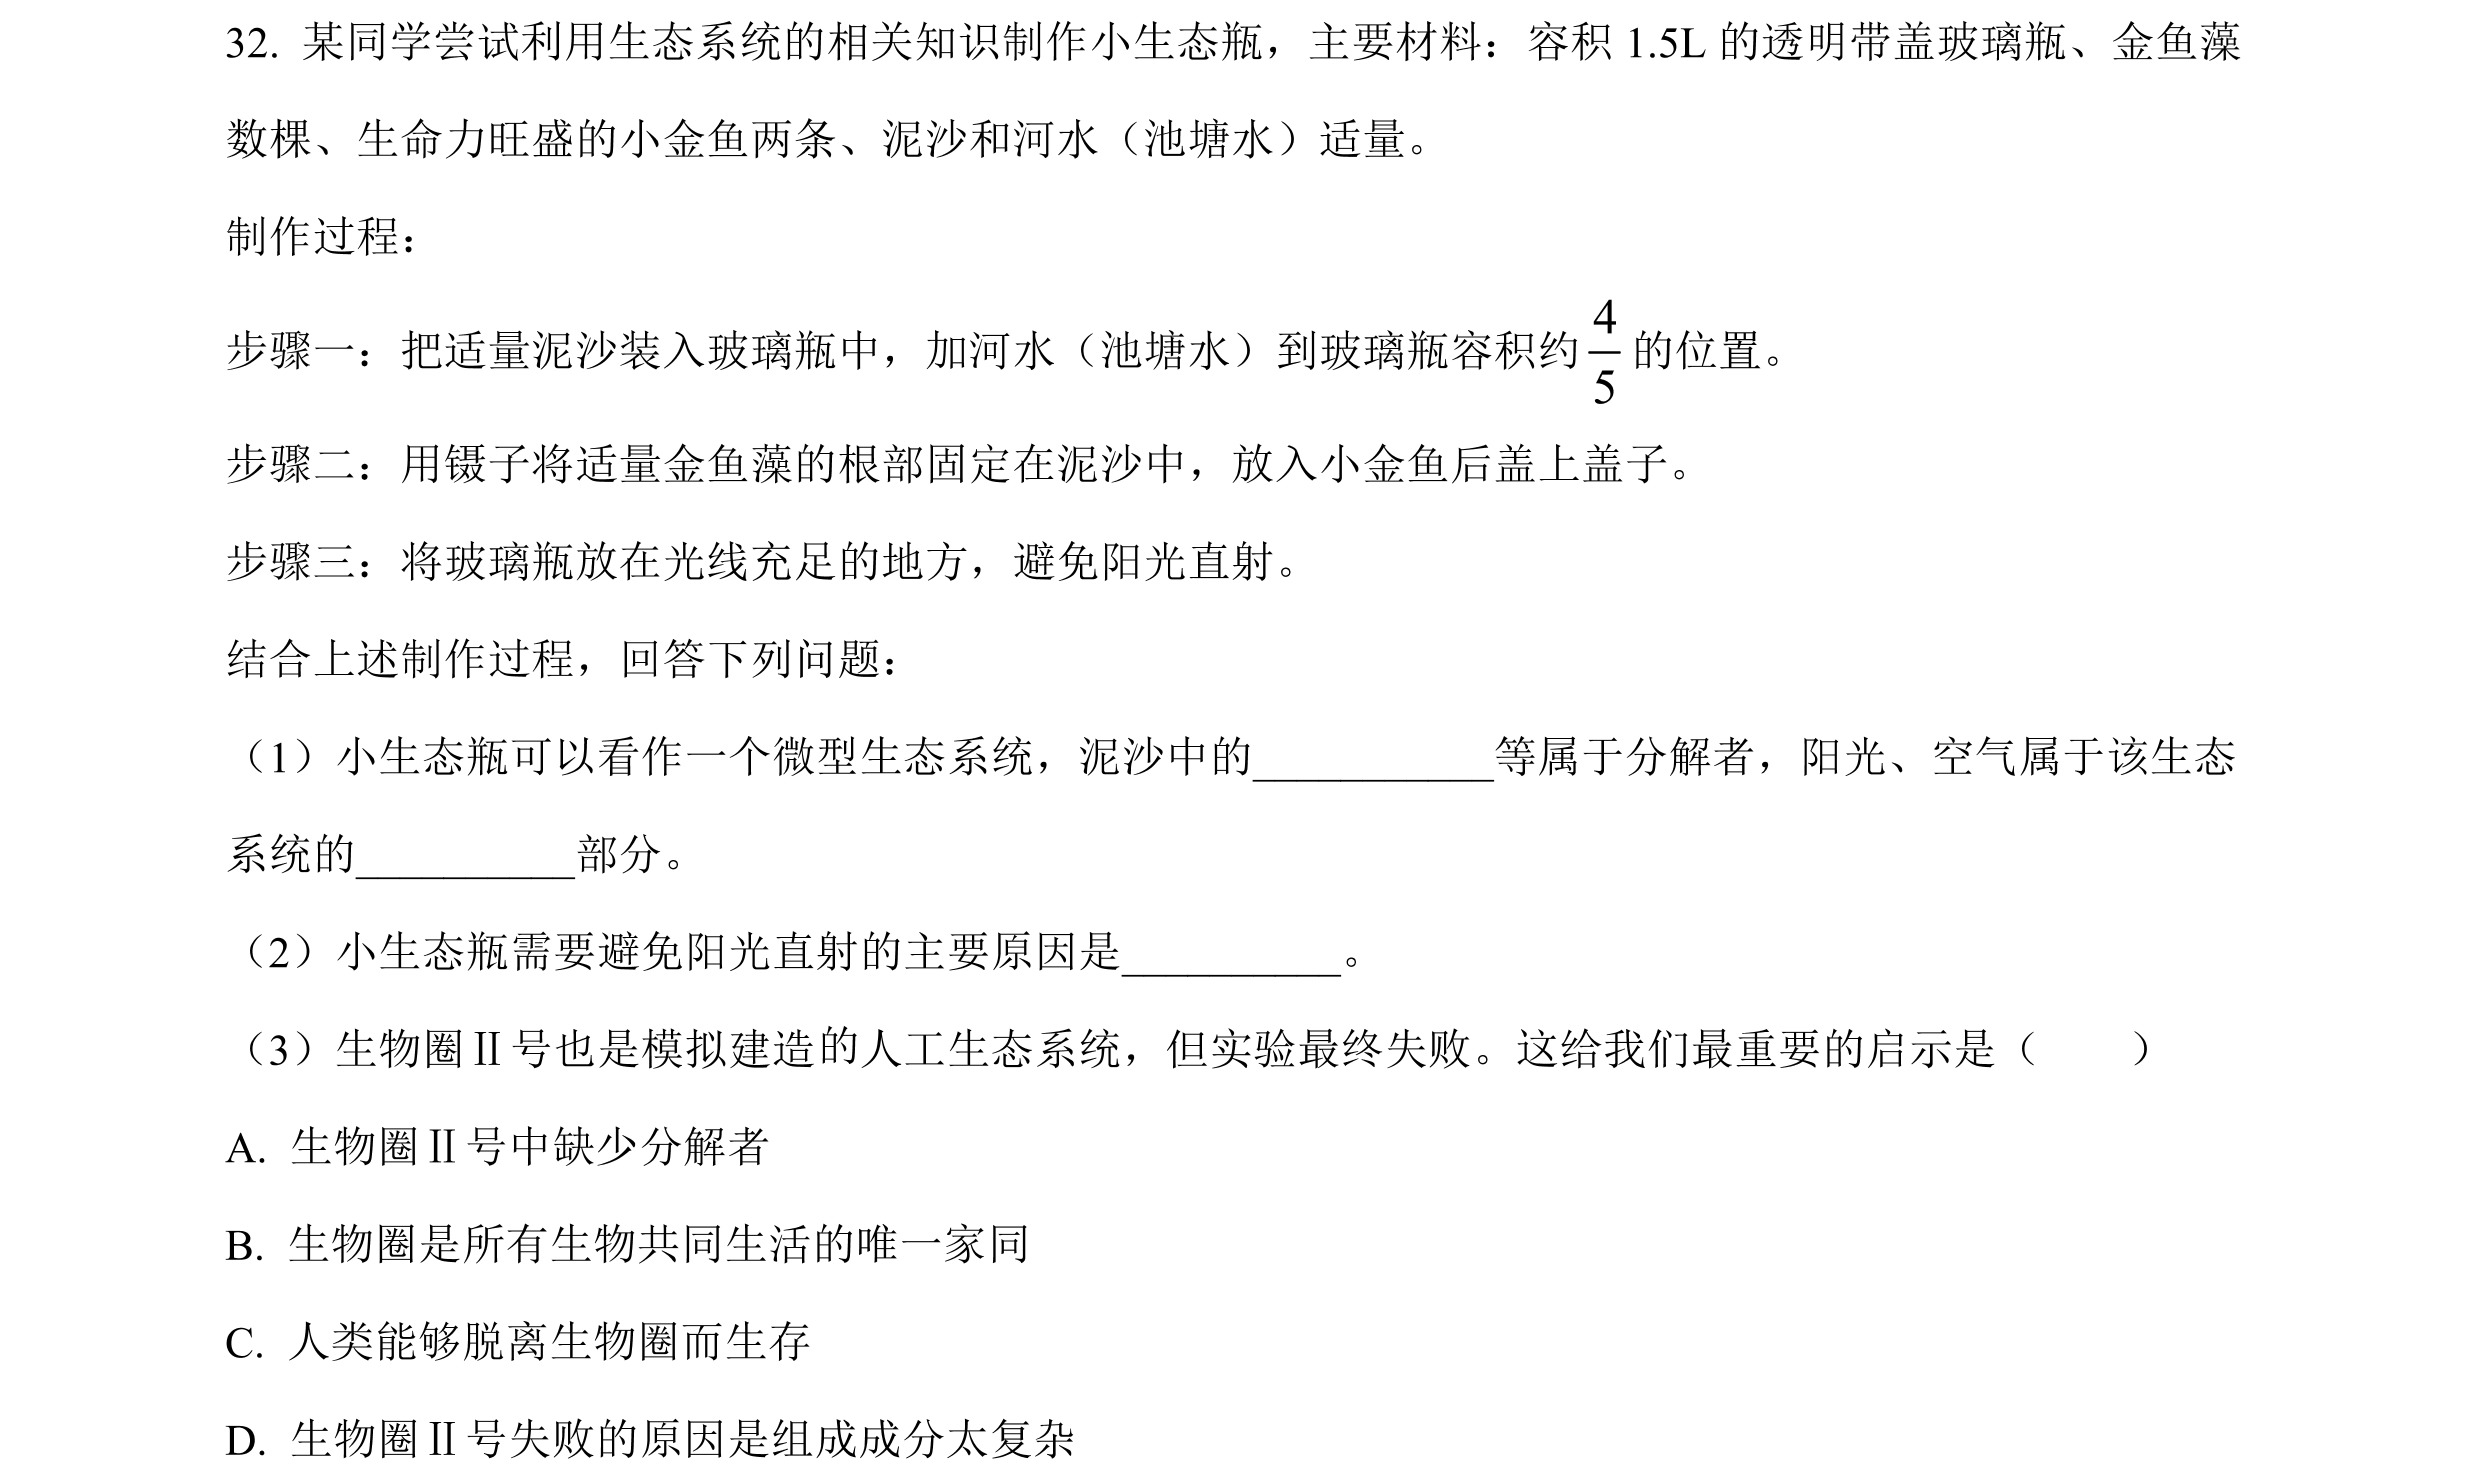 32. 某同学尝试利用生态系统的相关知识制作小生态瓶，主要材料：容积 1.5L 的透明带盖玻璃瓶、金鱼藻
数棵、生命力旺盛的小金鱼两条、泥沙和河水（池塘水）适量。
制作过程：
步骤一：把适量泥沙装入玻璃瓶中，加河水（池塘水）到玻璃瓶容积约 4/5 的位置。
步骤二：用镊子将适量金鱼藻的根部固定在泥沙中，放入小金鱼后盖上盖子。
步骤三：将玻璃瓶放在光线充足的地方，避免阳光直射。
结合上述制作过程，回答下列问题：
（1）小生态瓶可以看作一个微型生态系统，泥沙中的___________等属于分解者，阳光、空气属于该生态
系统的__________部分。
（2）小生态瓶需要避免阳光直射的主要原因是__________。
（3）生物圈Ⅱ号也是模拟建造的人工生态系统，但实验最终失败。这给我们最重要的启示是（　　）
A. 生物圈Ⅱ号中缺少分解者
B. 生物圈是所有生物共同生活的唯一家同
C. 人类能够脱离生物圈而生存
D. 生物圈Ⅱ号失败的原因是组成成分太复杂